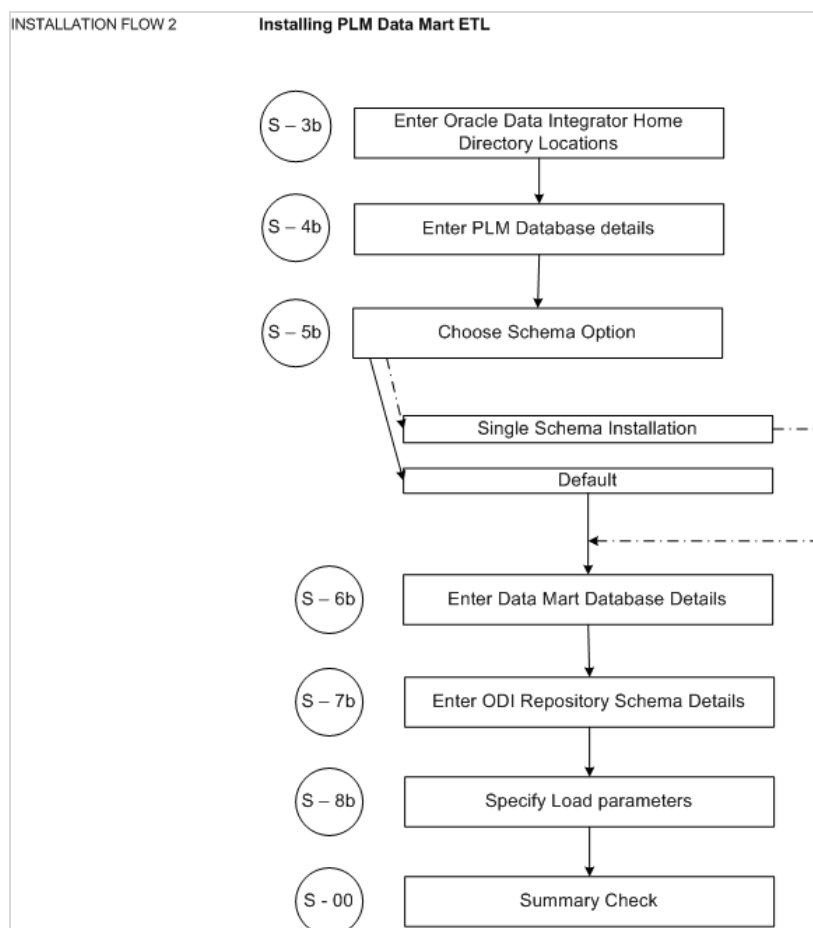 INSTALLATION FLOW 2
Installing PLM Data Mart ETL
S – 3b
Enter Oracle Data Integrator Home
Directory Locations
S – 4b
Enter PLM Database details
S – 5b
Choose Schema Option
Single Schema Installation
Default
S – 6b
Enter Data Mart Database Details
S – 7b
Enter ODI Repository Schema Details
S – 8b
Specify Load parameters
S - 00
Summary Check